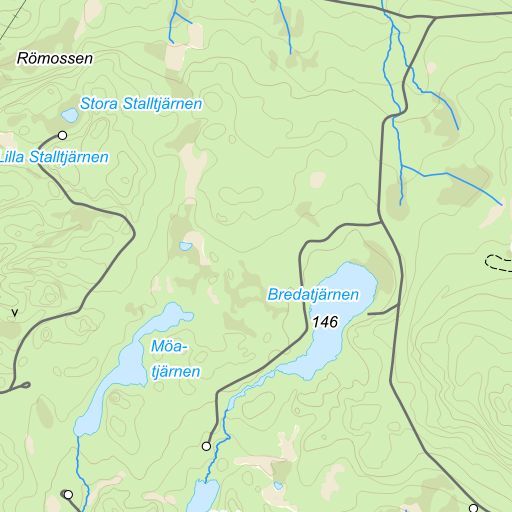 Römossen
Stora Stalltjärnen
Lilla Stalltjärnen
Bredatjärnen
146
Möa-
tjärnen